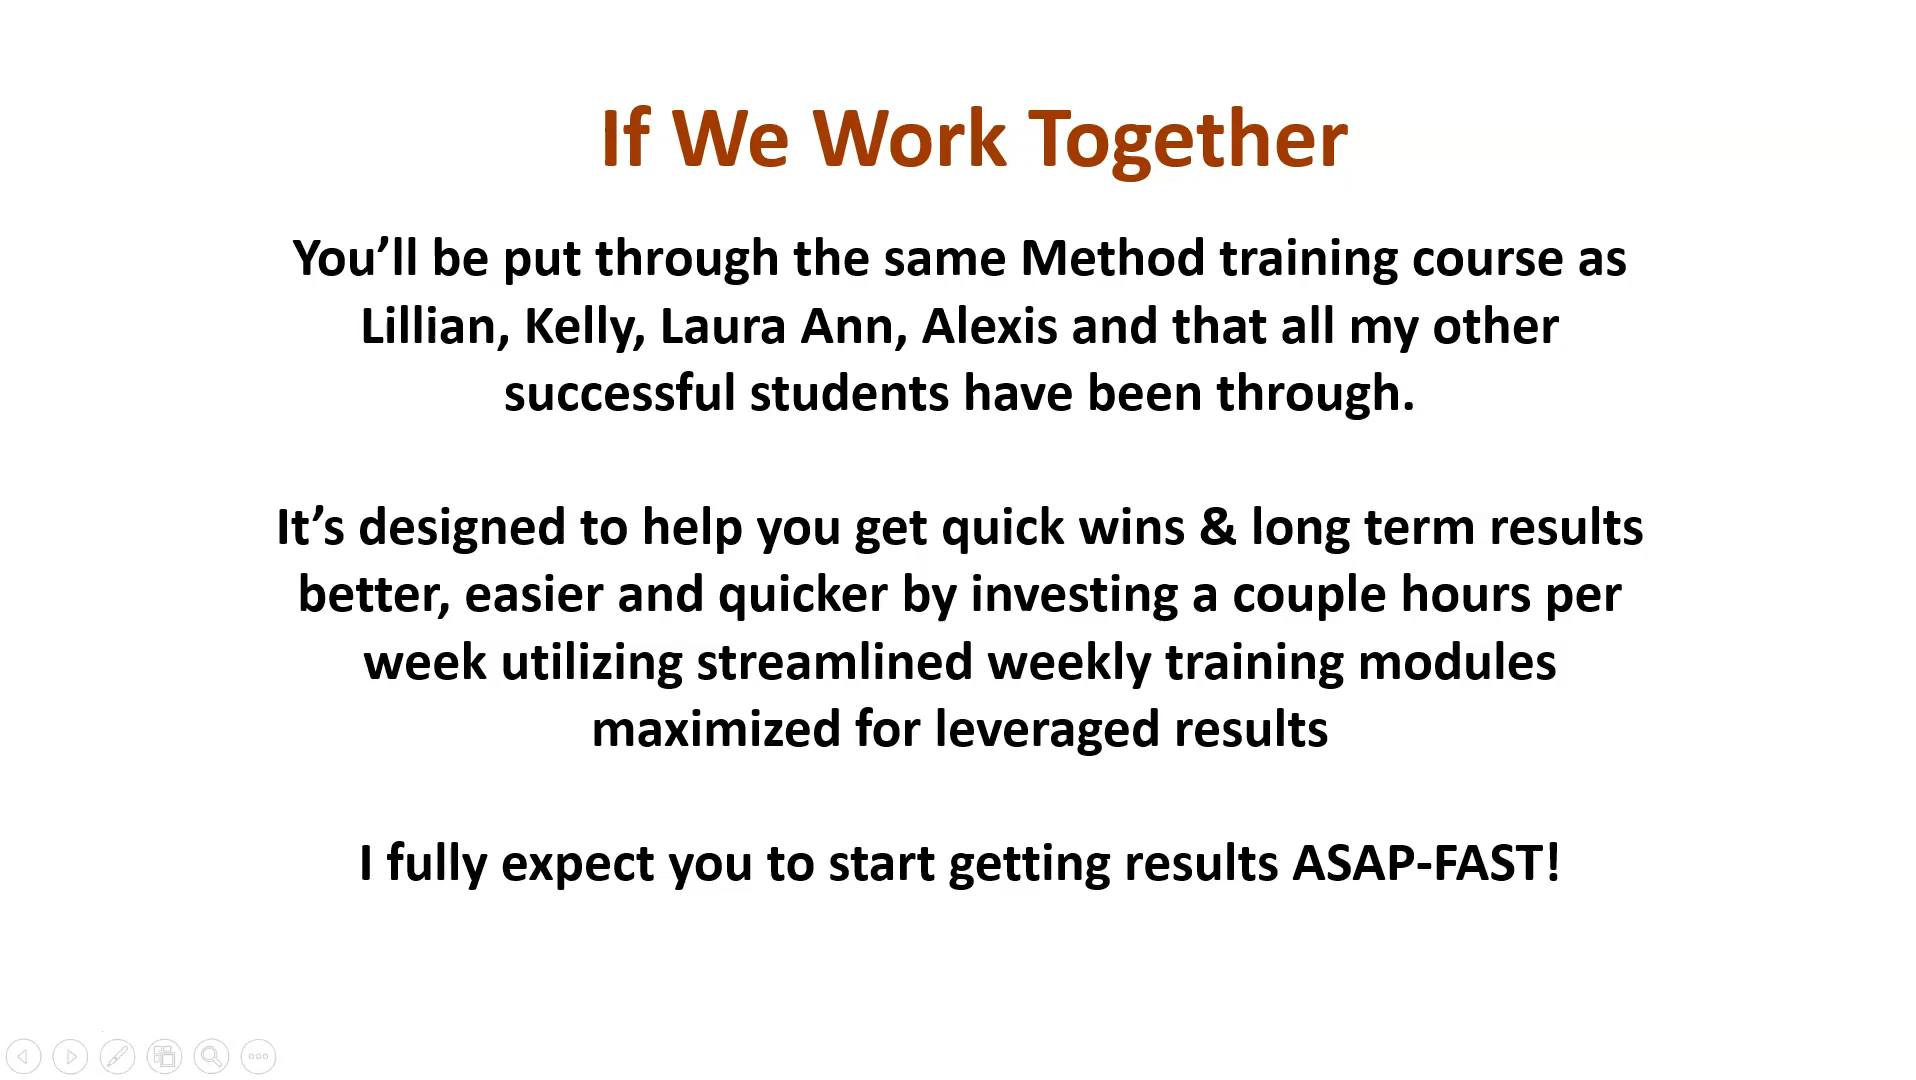 If We Work Together
You’ll be put through the same Method training course as
Lillian, Kelly, Laura Ann, Alexis and that all my other
successful students have been through.
It’s designed to help you get quick wins & long term results
better, easier and quicker by investing a couple hours per
week utilizing streamlined weekly training modules
maximized for leveraged results
I fully expect you to start getting results ASAP-FAST!